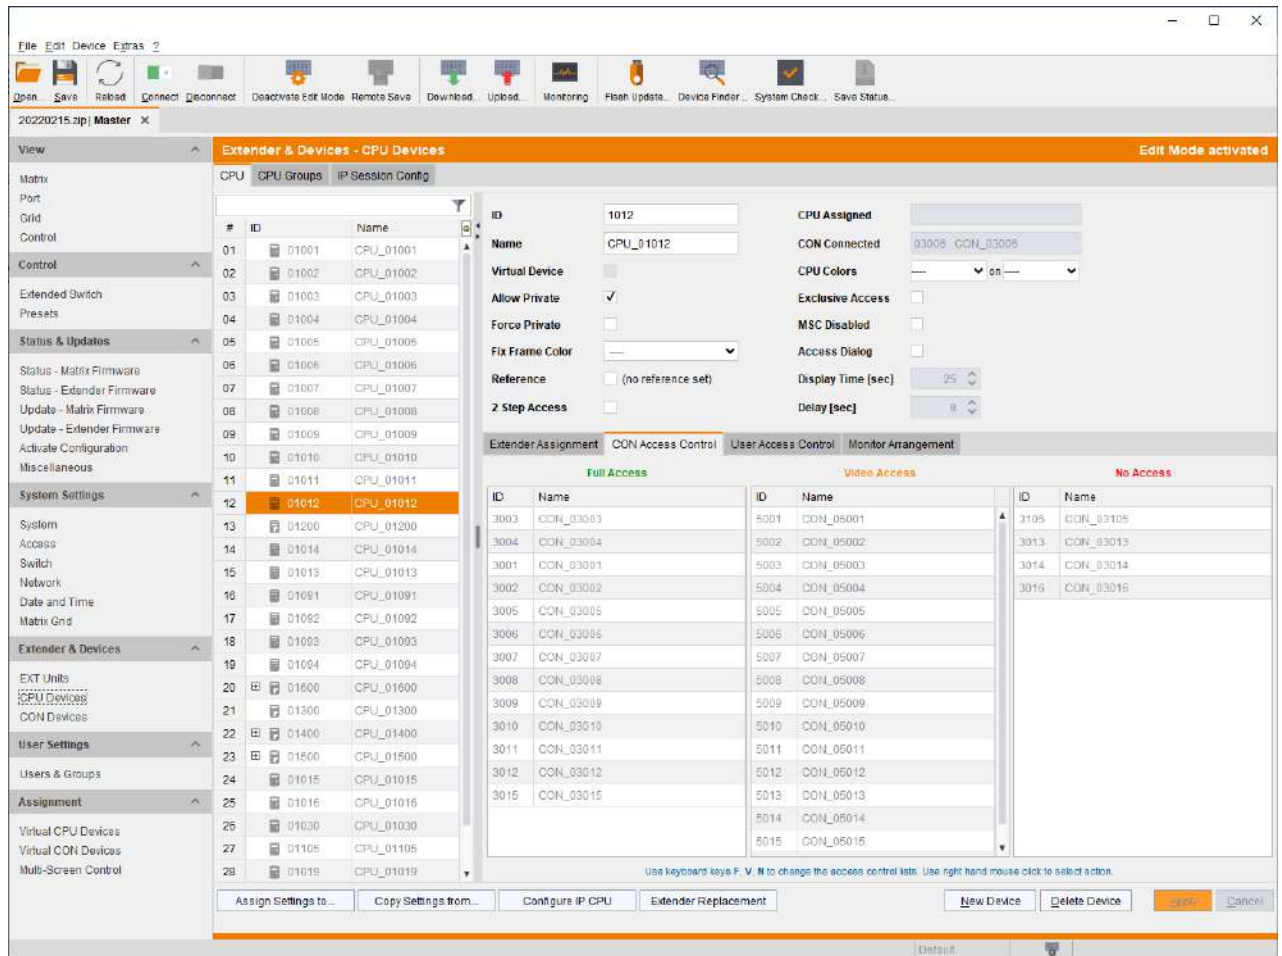 File Edit Device Extras ?
Open... Save Reload Connect Disconnect Deactivate Edit Mode Remote Save Download... Upload... Monitoring Flash Update... Device Finder... System Check... Save Status...
20220215.zip| Master ×
View
Matrix
Port
Grid
Control
Control
Extended Switch
Presets
Status & Updates
Status - Matrix Firmware
Status - Extender Firmware
Update - Matrix Firmware
Update - Extender Firmware
Activate Configuration
Miscellaneous
System Settings
System
Access
Switch
Network
Date and Time
Matrix Grid
Extender & Devices
EXT Units
CPU Devices
CON Devices
User Settings
Users & Groups
Assignment
Virtual CPU Devices
Virtual CON Devices
Multi-Screen Control
Extender & Devices - CPU Devices Edit Mode activated
CPU CPU Groups IP Session Config
# ID Name
01 01001 CPU_01001
02 01002 CPU_01002
03 01003 CPU_01003
04 01004 CPU_01004
05 01005 CPU_01005
06 01006 CPU_01006
07 01007 CPU_01007
08 01008 CPU_01008
09 01009 CPU_01009
10 01010 CPU_01010
11 01011 CPU_01011
12 01012 CPU_01012
13 01200 CPU_01200
14 01014 CPU_01014
15 01013 CPU_01013
16 01091 CPU_01091
17 01092 CPU_01092
18 01093 CPU_01093
19 01094 CPU_01094
20 01600 CPU_01600
21 01300 CPU_01300
22 01400 CPU_01400
23 01500 CPU_01500
24 01015 CPU_01015
25 01016 CPU_01016
26 01030 CPU_01030
27 01105 CPU_01105
28 01019 CPU_01019
ID 1012 CPU Assigned
Name CPU_01012 CON Connected 03006 CON_03006
Virtual Device CPU Colors ---- on ----
Allow Private Exclusive Access
Force Private MSC Disabled
Fix Frame Color ---- Access Dialog
Reference (no reference set) Display Time [sec] 25
2 Step Access Delay [sec] 0
Extender Assignment CON Access Control User Access Control Monitor Arrangement
Full Access Video Access No Access
ID Name ID Name ID Name
3003 CON_03003 5001 CON_05001 3105 CON_03105
3004 CON_03004 5002 CON_05002 3013 CON_03013
3001 CON_03001 5003 CON_05003 3014 CON_03014
3002 CON_03002 5004 CON_05004 3016 CON_03016
3005 CON_03005 5005 CON_05005
3006 CON_03006 5006 CON_05006
3007 CON_03007 5007 CON_05007
3008 CON_03008 5008 CON_05008
3009 CON_03009 5009 CON_05009
3010 CON_03010 5010 CON_05010
3011 CON_03011 5011 CON_05011
3012 CON_03012 5012 CON_05012
3015 CON_03015 5013 CON_05013
5014 CON_05014
5015 CON_05015
Use keyboard keys F, V, N to change the access control lists. Use right hand mouse click to select action.
Assign Settings to... Copy Settings from... Configure IP CPU Extender Replacement New Device Delete Device Apply Cancel
Default